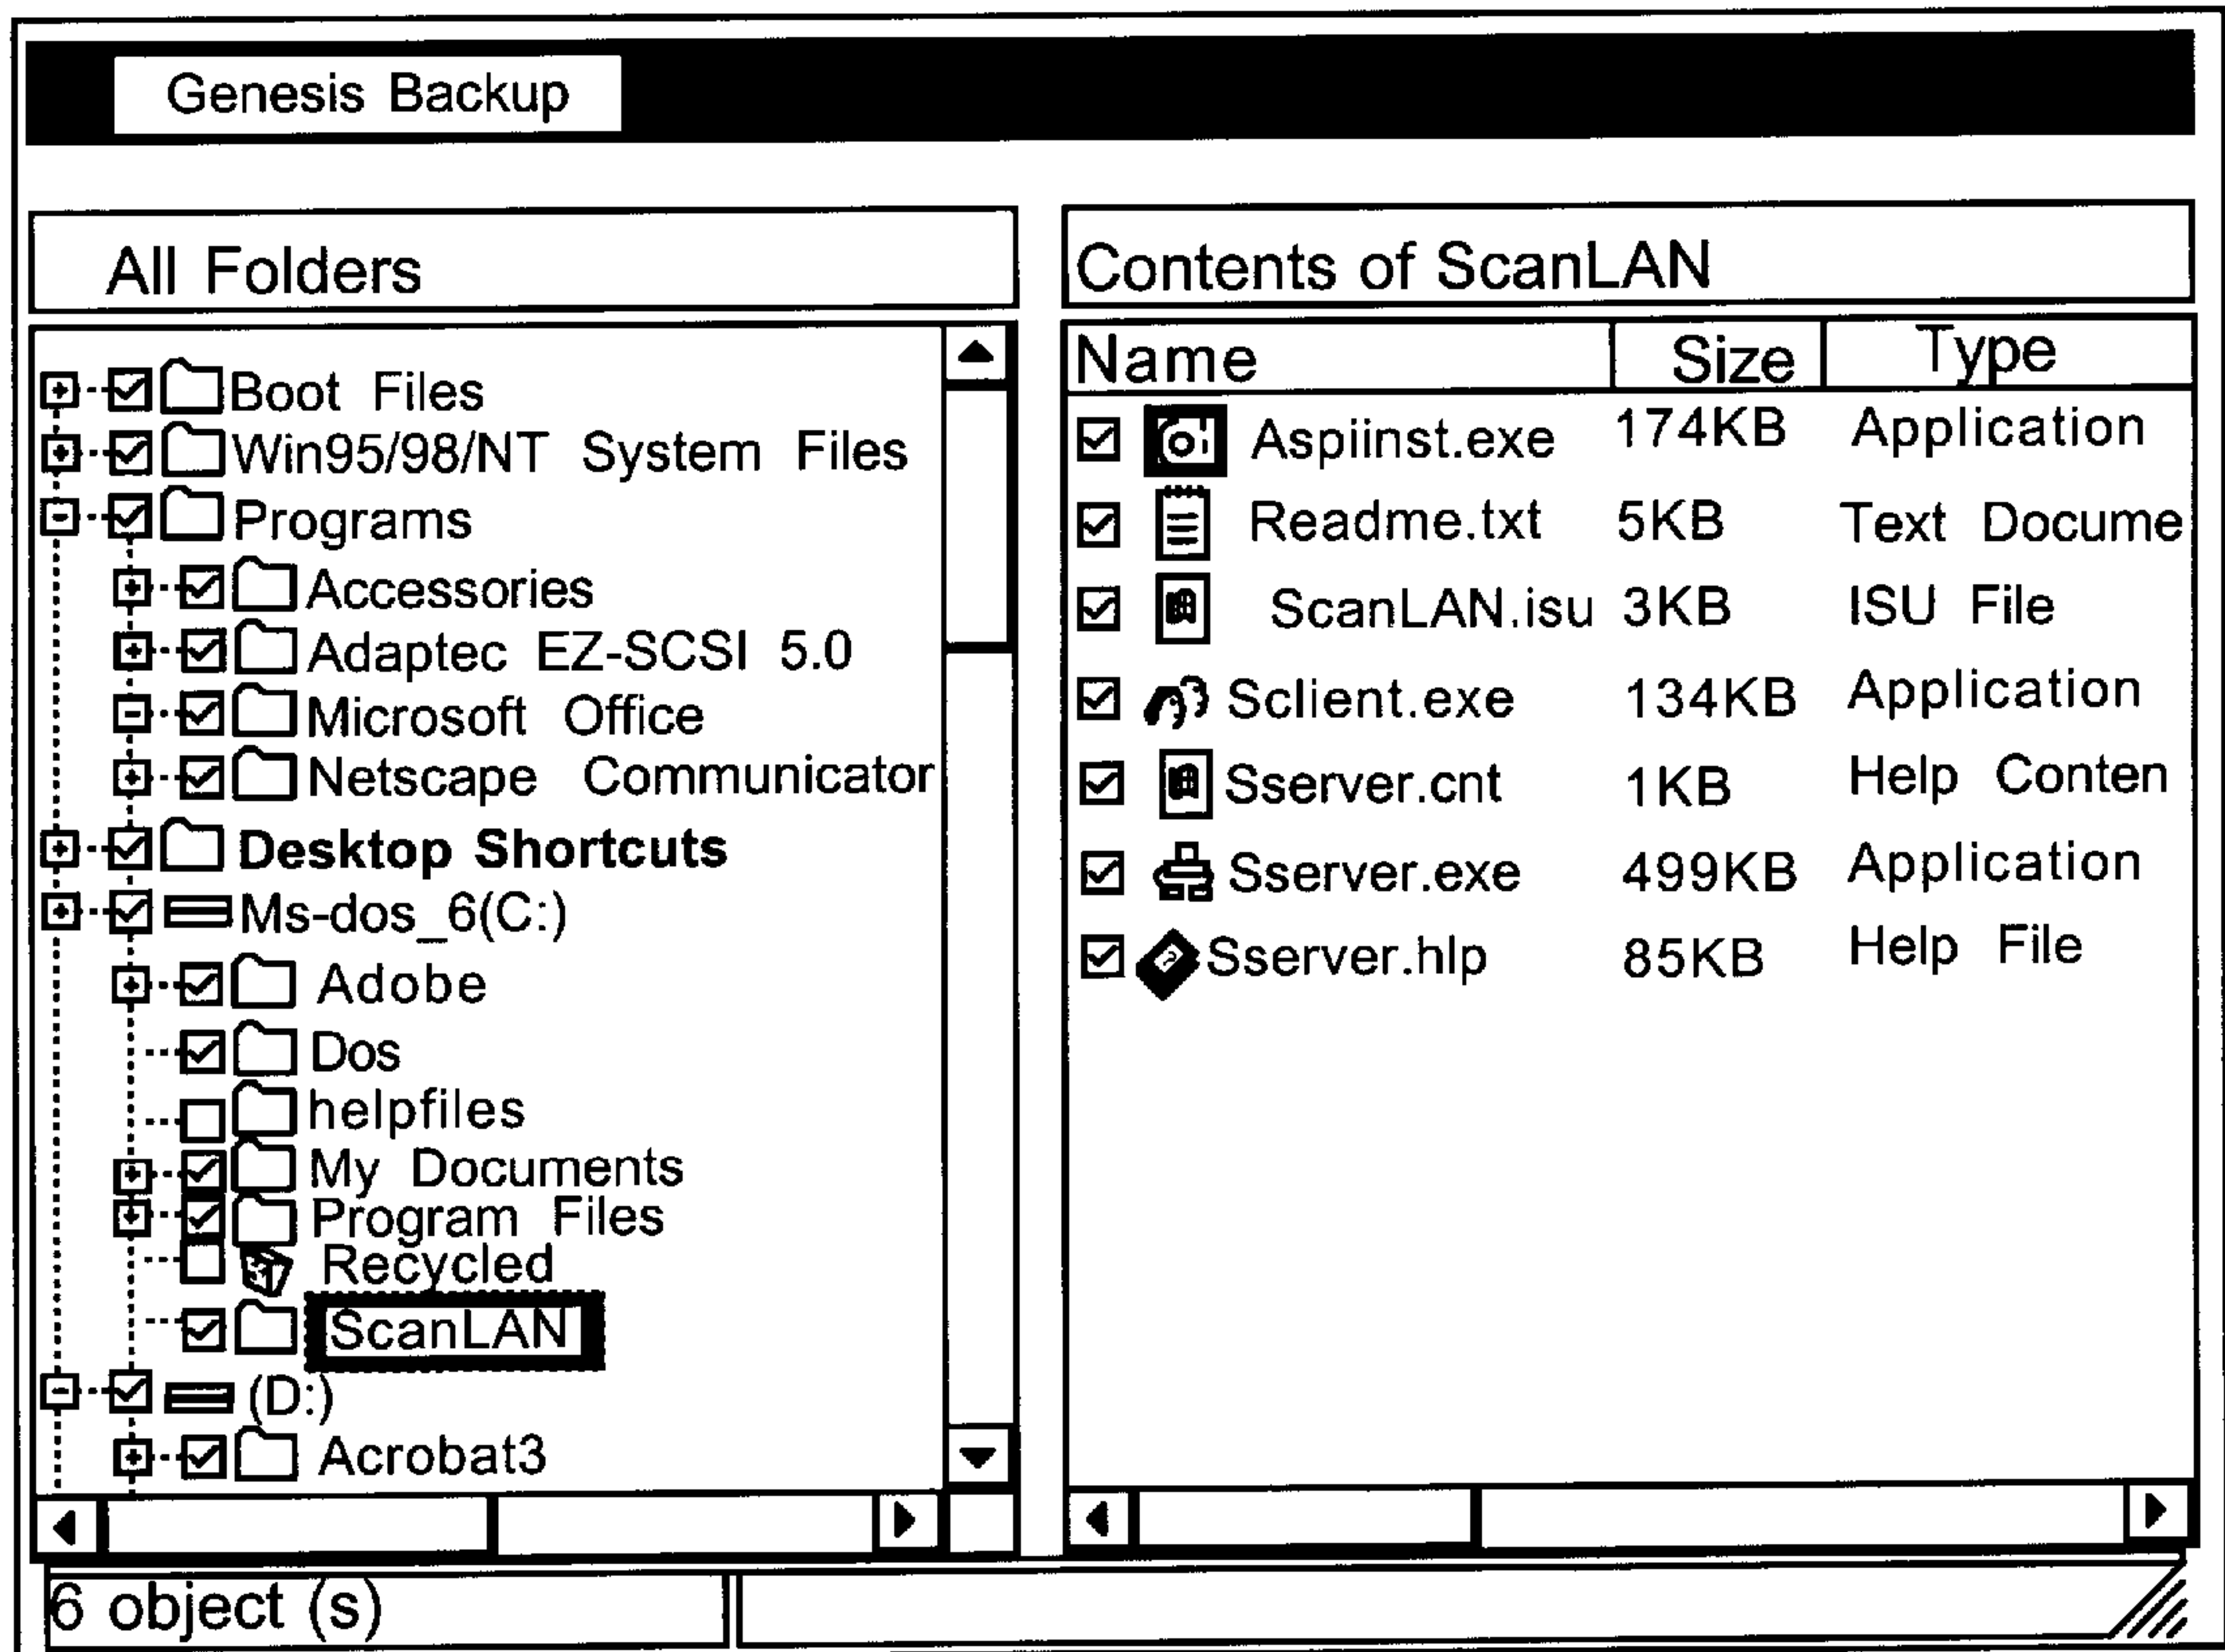 Genesis Backup
All Folders
Boot Files
Win95/98/NT System Files
Programs
Accessories
Adaptec EZ-SCSI 5.0
Microsoft Office
Netscape Communicator
Desktop Shortcuts
Ms-dos_6(C:)
Adobe
Dos
helpfiles
My Documents
Program Files
Recycled
ScanLAN
(D:)
Acrobat3
Contents of ScanLAN
Name Size Type
Aspiinst.exe 174KB Application
Readme.txt 5KB Text Docume
ScanLAN.isu 3KB ISU File
Sclient.exe 134KB Application
Sserver.cnt 1KB Help Conten
Sserver.exe 499KB Application
Sserver.hlp 85KB Help File
6 object (s)